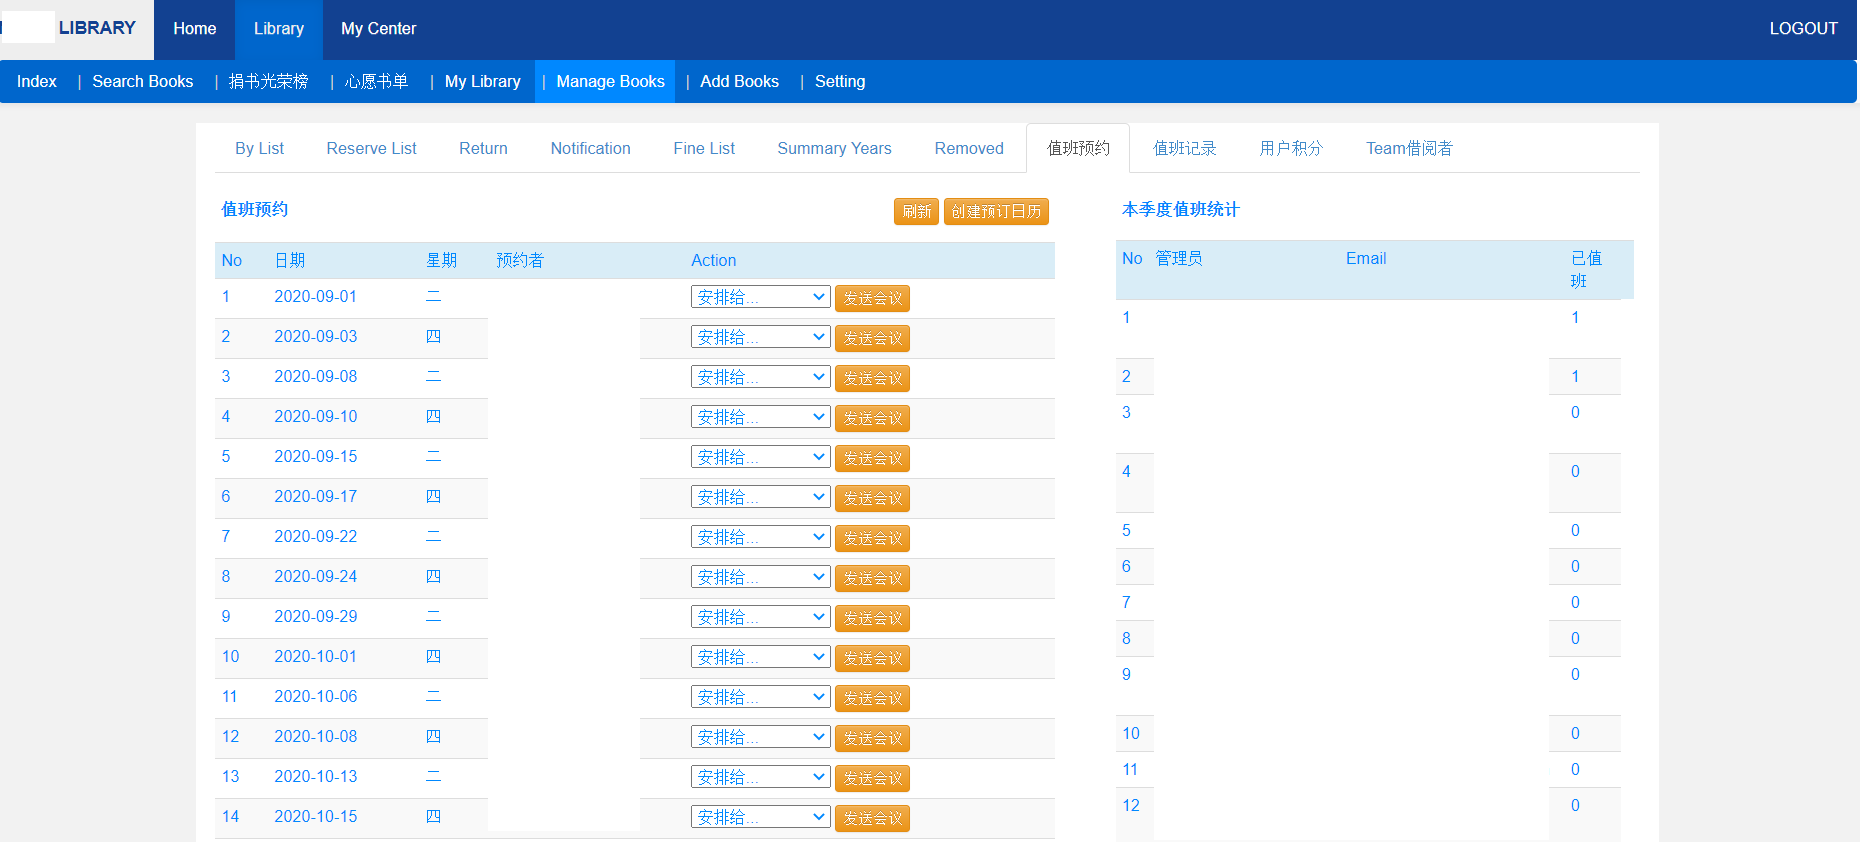 LIBRARY Home Library My Center LOGOUT
Index | Search Books | 捐书光荣榜 | 心愿书单 | My Library | Manage Books | Add Books | Setting
By List Reserve List Return Notification Fine List Summary Years Removed 值班预约 值班记录 用户积分 Team借阅者
值班预约 刷新 创建预订日历
No 日期 星期 预约者 Action
1 2020-09-01 二 安排给... 发送会议
2 2020-09-03 四 安排给... 发送会议
3 2020-09-08 二 安排给... 发送会议
4 2020-09-10 四 安排给... 发送会议
5 2020-09-15 二 安排给... 发送会议
6 2020-09-17 四 安排给... 发送会议
7 2020-09-22 二 安排给... 发送会议
8 2020-09-24 四 安排给... 发送会议
9 2020-09-29 二 安排给... 发送会议
10 2020-10-01 四 安排给... 发送会议
11 2020-10-06 二 安排给... 发送会议
12 2020-10-08 四 安排给... 发送会议
13 2020-10-13 二 安排给... 发送会议
14 2020-10-15 四 安排给... 发送会议
本季度值班统计
No 管理员 Email 已值
班
1 1
2 1
3 0
4 0
5 0
6 0
7 0
8 0
9 0
10 0
11 0
12 0